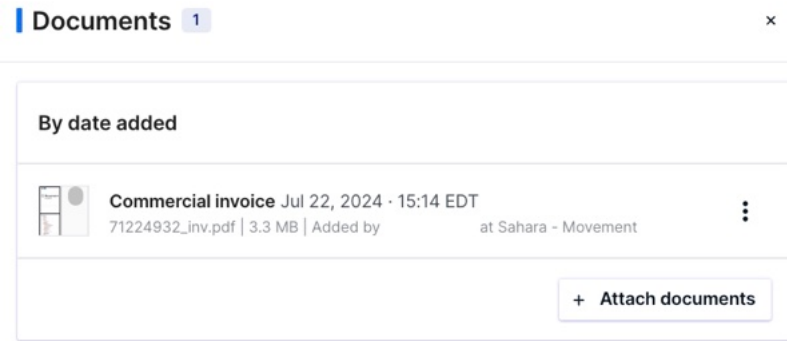 Documents 1 ×
By date added
Commercial invoice Jul 22, 2024 · 15:14 EDT
71224932_inv.pdf | 3.3 MB | Added by at Sahara - Movement
+ Attach documents